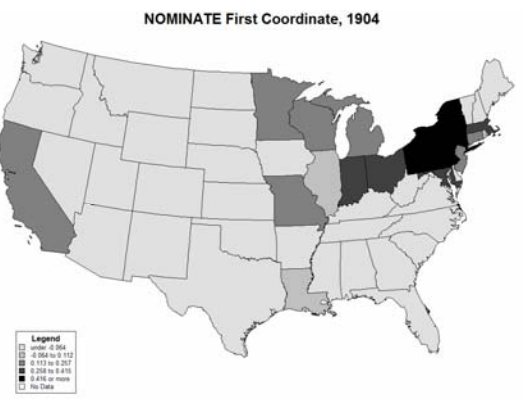 NOMINATE First Coordinate, 1904
Legend
under -0.064
-0.064 to 0.112
0.113 to 0.257
0.258 to 0.415
0.416 or more
No Data